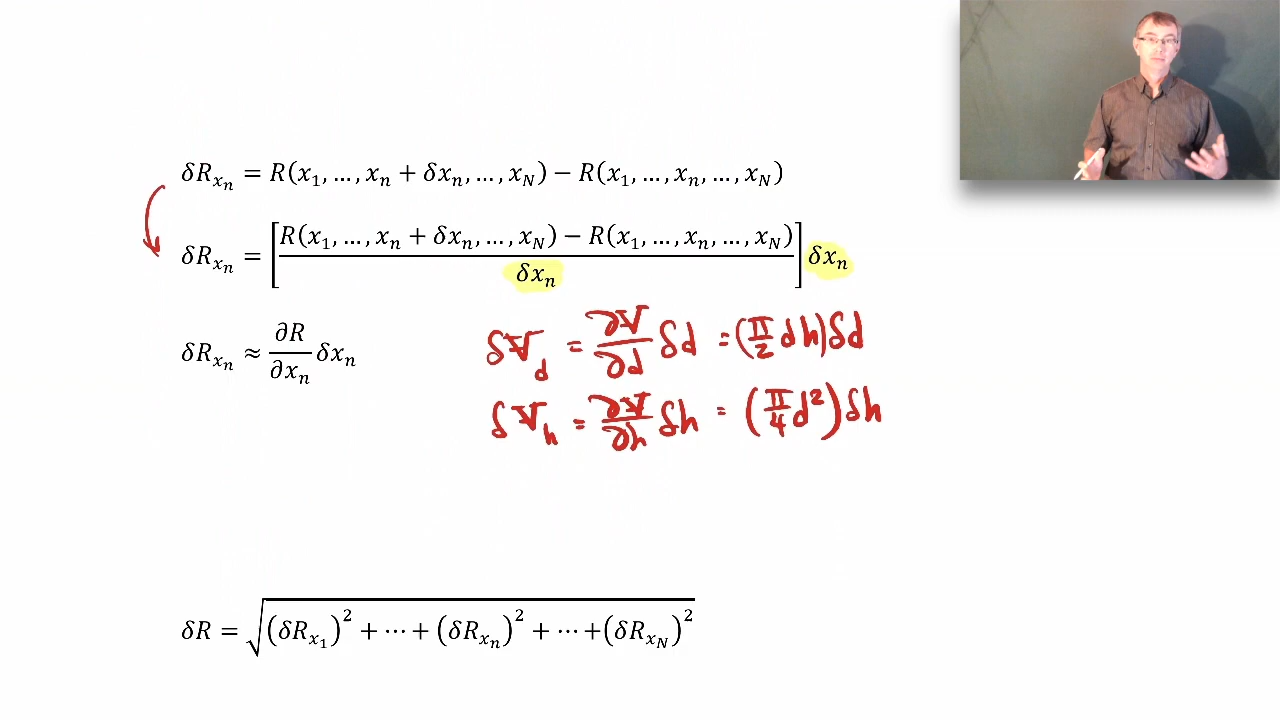 δR_{x_n} = R(x_1, …, x_n + δx_n, …, x_N) − R(x_1, …, x_n, …, x_N)
δR_{x_n} = [R(x_1, …, x_n + δx_n, …, x_N) − R(x_1, …, x_n, …, x_N) / δx_n] δx_n
δR_{x_n} ≈ ∂R/∂x_n δx_n
δV_d = ∂V/∂d δd = (π/2 d h) δd
δV_h = ∂V/∂h δh = (π/4 d²) δh
δR = √((δR_{x_1})² + ⋯ + (δR_{x_n})² + ⋯ + (δR_{x_N})²)